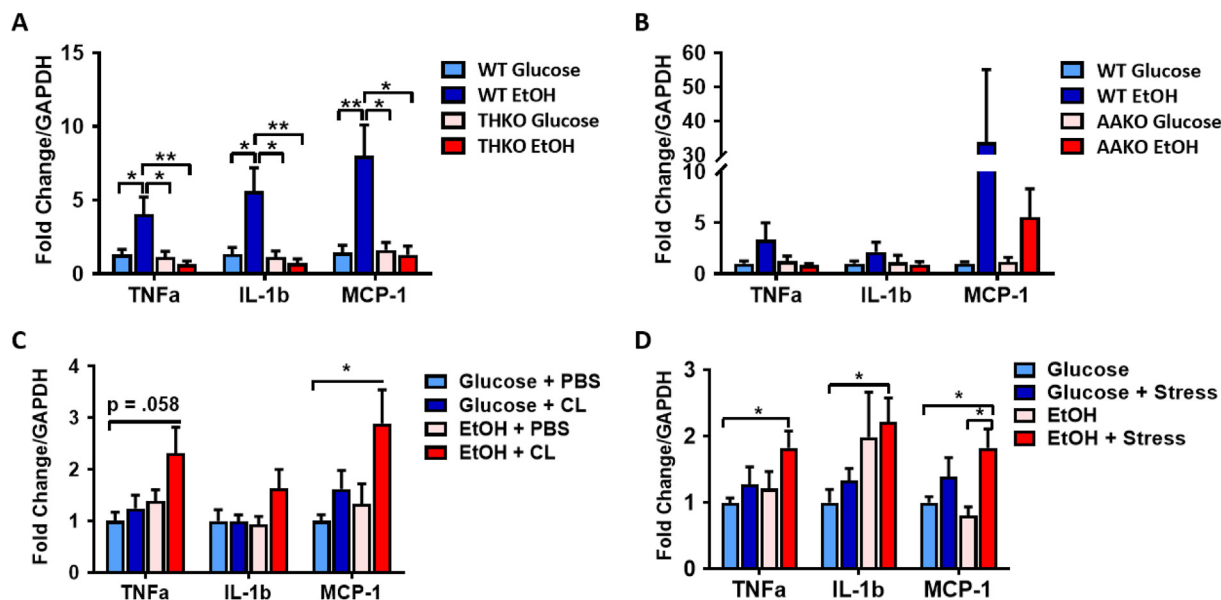 A
Fold Change/GAPDH
15
10
5
0
* * **
* * **
** * *
TNFa IL-1b MCP-1
WT Glucose
WT EtOH
THKO Glucose
THKO EtOH
B
Fold Change/GAPDH
60
50
40
30
10
5
0
TNFa IL-1b MCP-1
WT Glucose
WT EtOH
AAKO Glucose
AAKO EtOH
C
Fold Change/GAPDH
4
3
2
1
0
p = .058
*
TNFa IL-1b MCP-1
Glucose + PBS
Glucose + CL
EtOH + PBS
EtOH + CL
D
Fold Change/GAPDH
3
2
1
0
*
*
*
*
TNFa IL-1b MCP-1
Glucose
Glucose + Stress
EtOH
EtOH + Stress